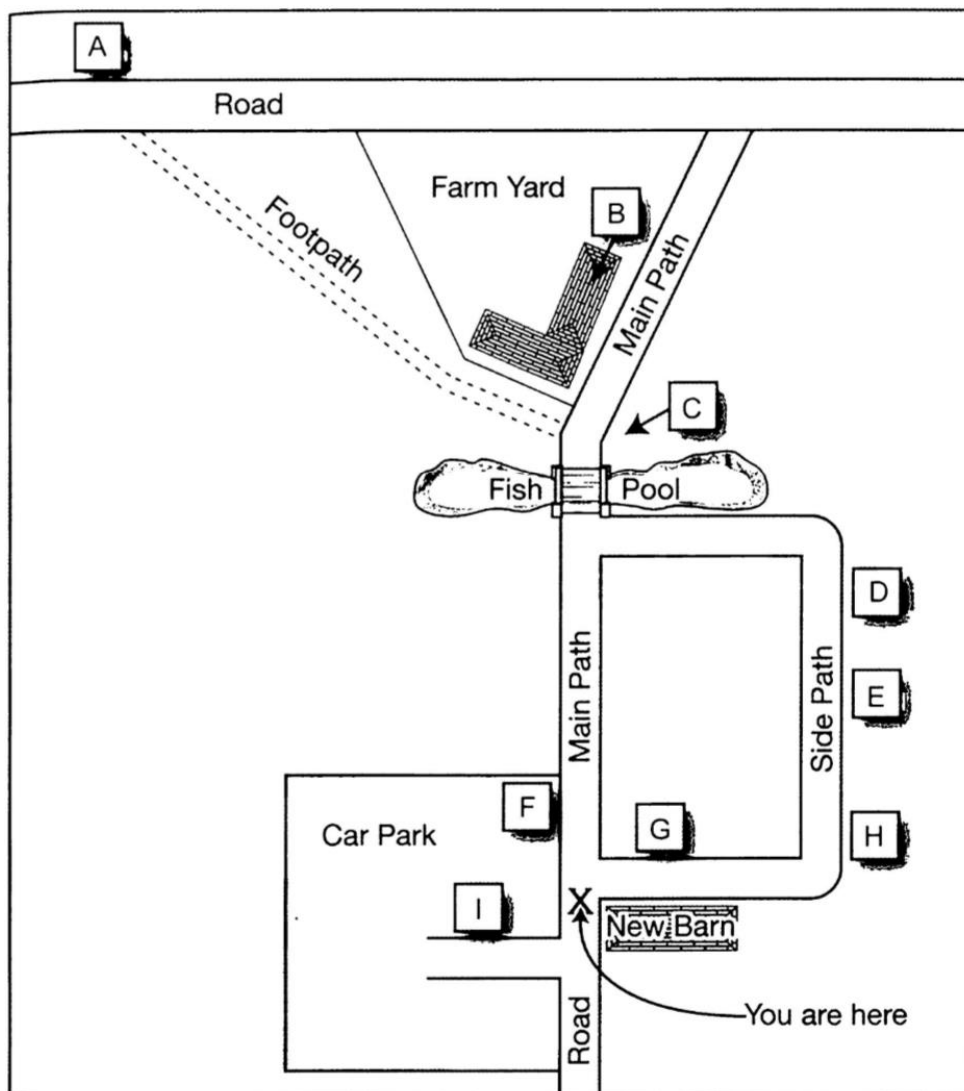 A
Road
Farm Yard
B
Footpath
Main Path
C
Fish Pool
D
Main Path
Side Path
E
F
Car Park
G
H
I
X
New Barn
You are here
Road